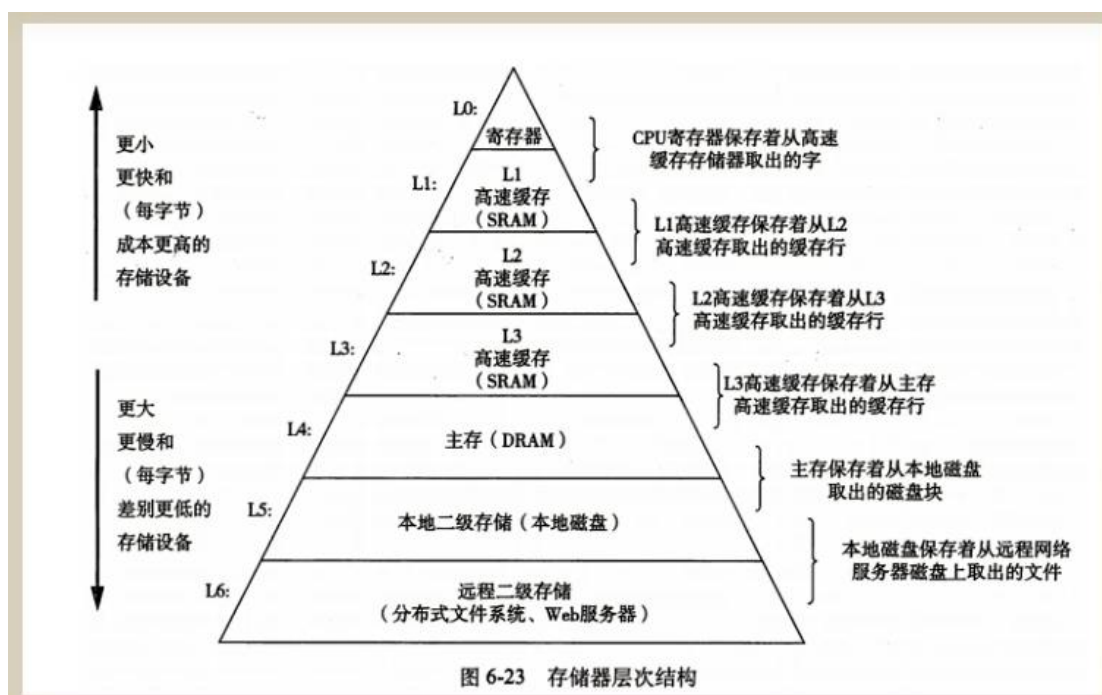 更小
更快和
（每字节）
成本更高的
存储设备
更大
更慢和
（每字节）
差别更低的
存储设备
L0:
寄存器
L1:
L1
高速缓存
（SRAM）
L2:
L2
高速缓存
（SRAM）
L3:
L3
高速缓存
（SRAM）
L4:
主存（DRAM）
L5:
本地二级存储（本地磁盘）
L6:
远程二级存储
（分布式文件系统、Web服务器）
CPU寄存器保存着从高速
缓存存储器取出的字
L1高速缓存保存着从L2
高速缓存取出的缓存行
L2高速缓存保存着从L3
高速缓存取出的缓存行
L3高速缓存保存着从主存
高速缓存取出的缓存行
主存保存着从本地磁盘
取出的磁盘块
本地磁盘保存着从远程网络
服务器磁盘上取出的文件
图 6-23 存储器层次结构